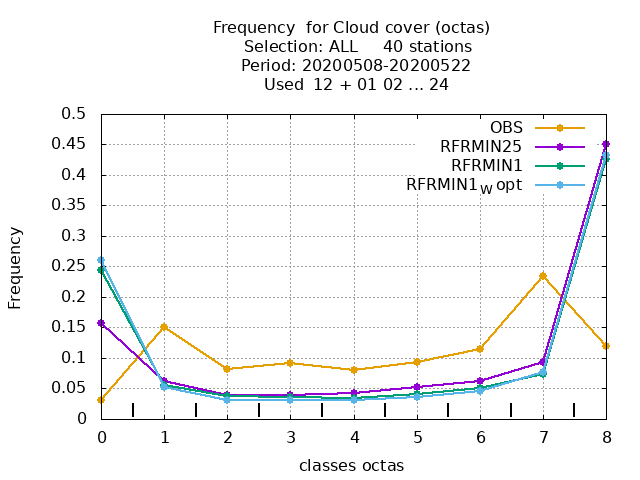 Frequency  for Cloud cover (octas)
Selection: ALL     40 stations
Period: 20200508-20200522
Used  12 + 01 02 ... 24
OBS
RFRMIN25
RFRMIN1
RFRMIN1W opt
Frequency
0.5
0.45
0.4
0.35
0.3
0.25
0.2
0.15
0.1
0.05
0
0 1 2 3 4 5 6 7 8
classes octas